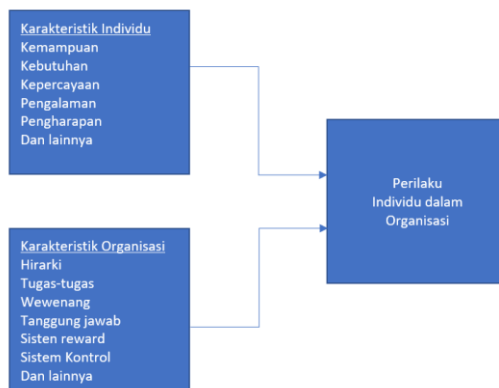 Karakteristik Individu
Kemampuan
Kebutuhan
Kepercayaan
Pengalaman
Pengharapan
Dan lainnya
Perilaku
Individu dalam
Organisasi
Karakteristik Organisasi
Hirarki
Tugas-tugas
Wewenang
Tanggung jawab
Sisten reward
Sistem Kontrol
Dan lainnya